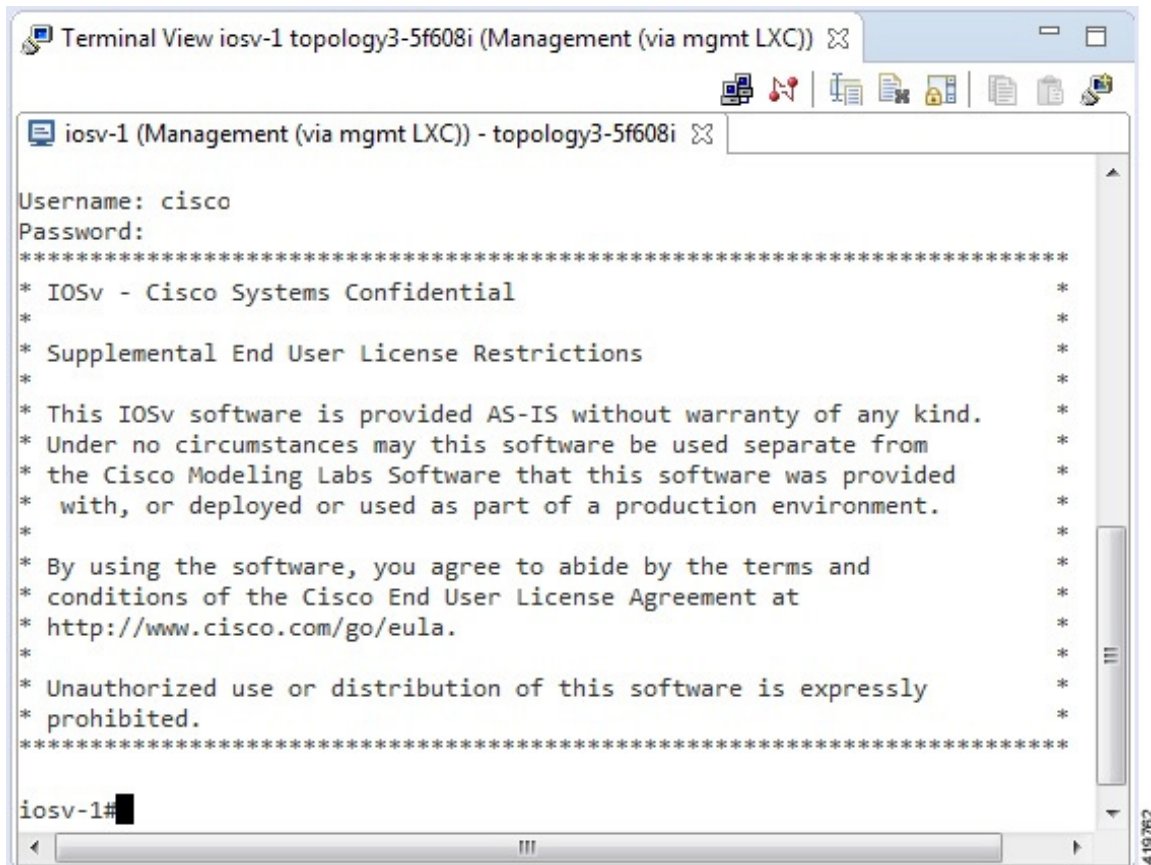 Terminal View iosv-1 topology3-5f608i (Management (via mgmt LXC))
iosv-1 (Management (via mgmt LXC)) - topology3-5f608i
Username: cisco
Password:
**************************************************************************
* IOSv - Cisco Systems Confidential *
* *
* Supplemental End User License Restrictions *
* *
* This IOSv software is provided AS-IS without warranty of any kind. *
* Under no circumstances may this software be used separate from *
* the Cisco Modeling Labs Software that this software was provided *
*  with, or deployed or used as part of a production environment. *
* *
* By using the software, you agree to abide by the terms and *
* conditions of the Cisco End User License Agreement at *
* http://www.cisco.com/go/eula. *
* *
* Unauthorized use or distribution of this software is expressly *
* prohibited. *
**************************************************************************
iosv-1#
419762